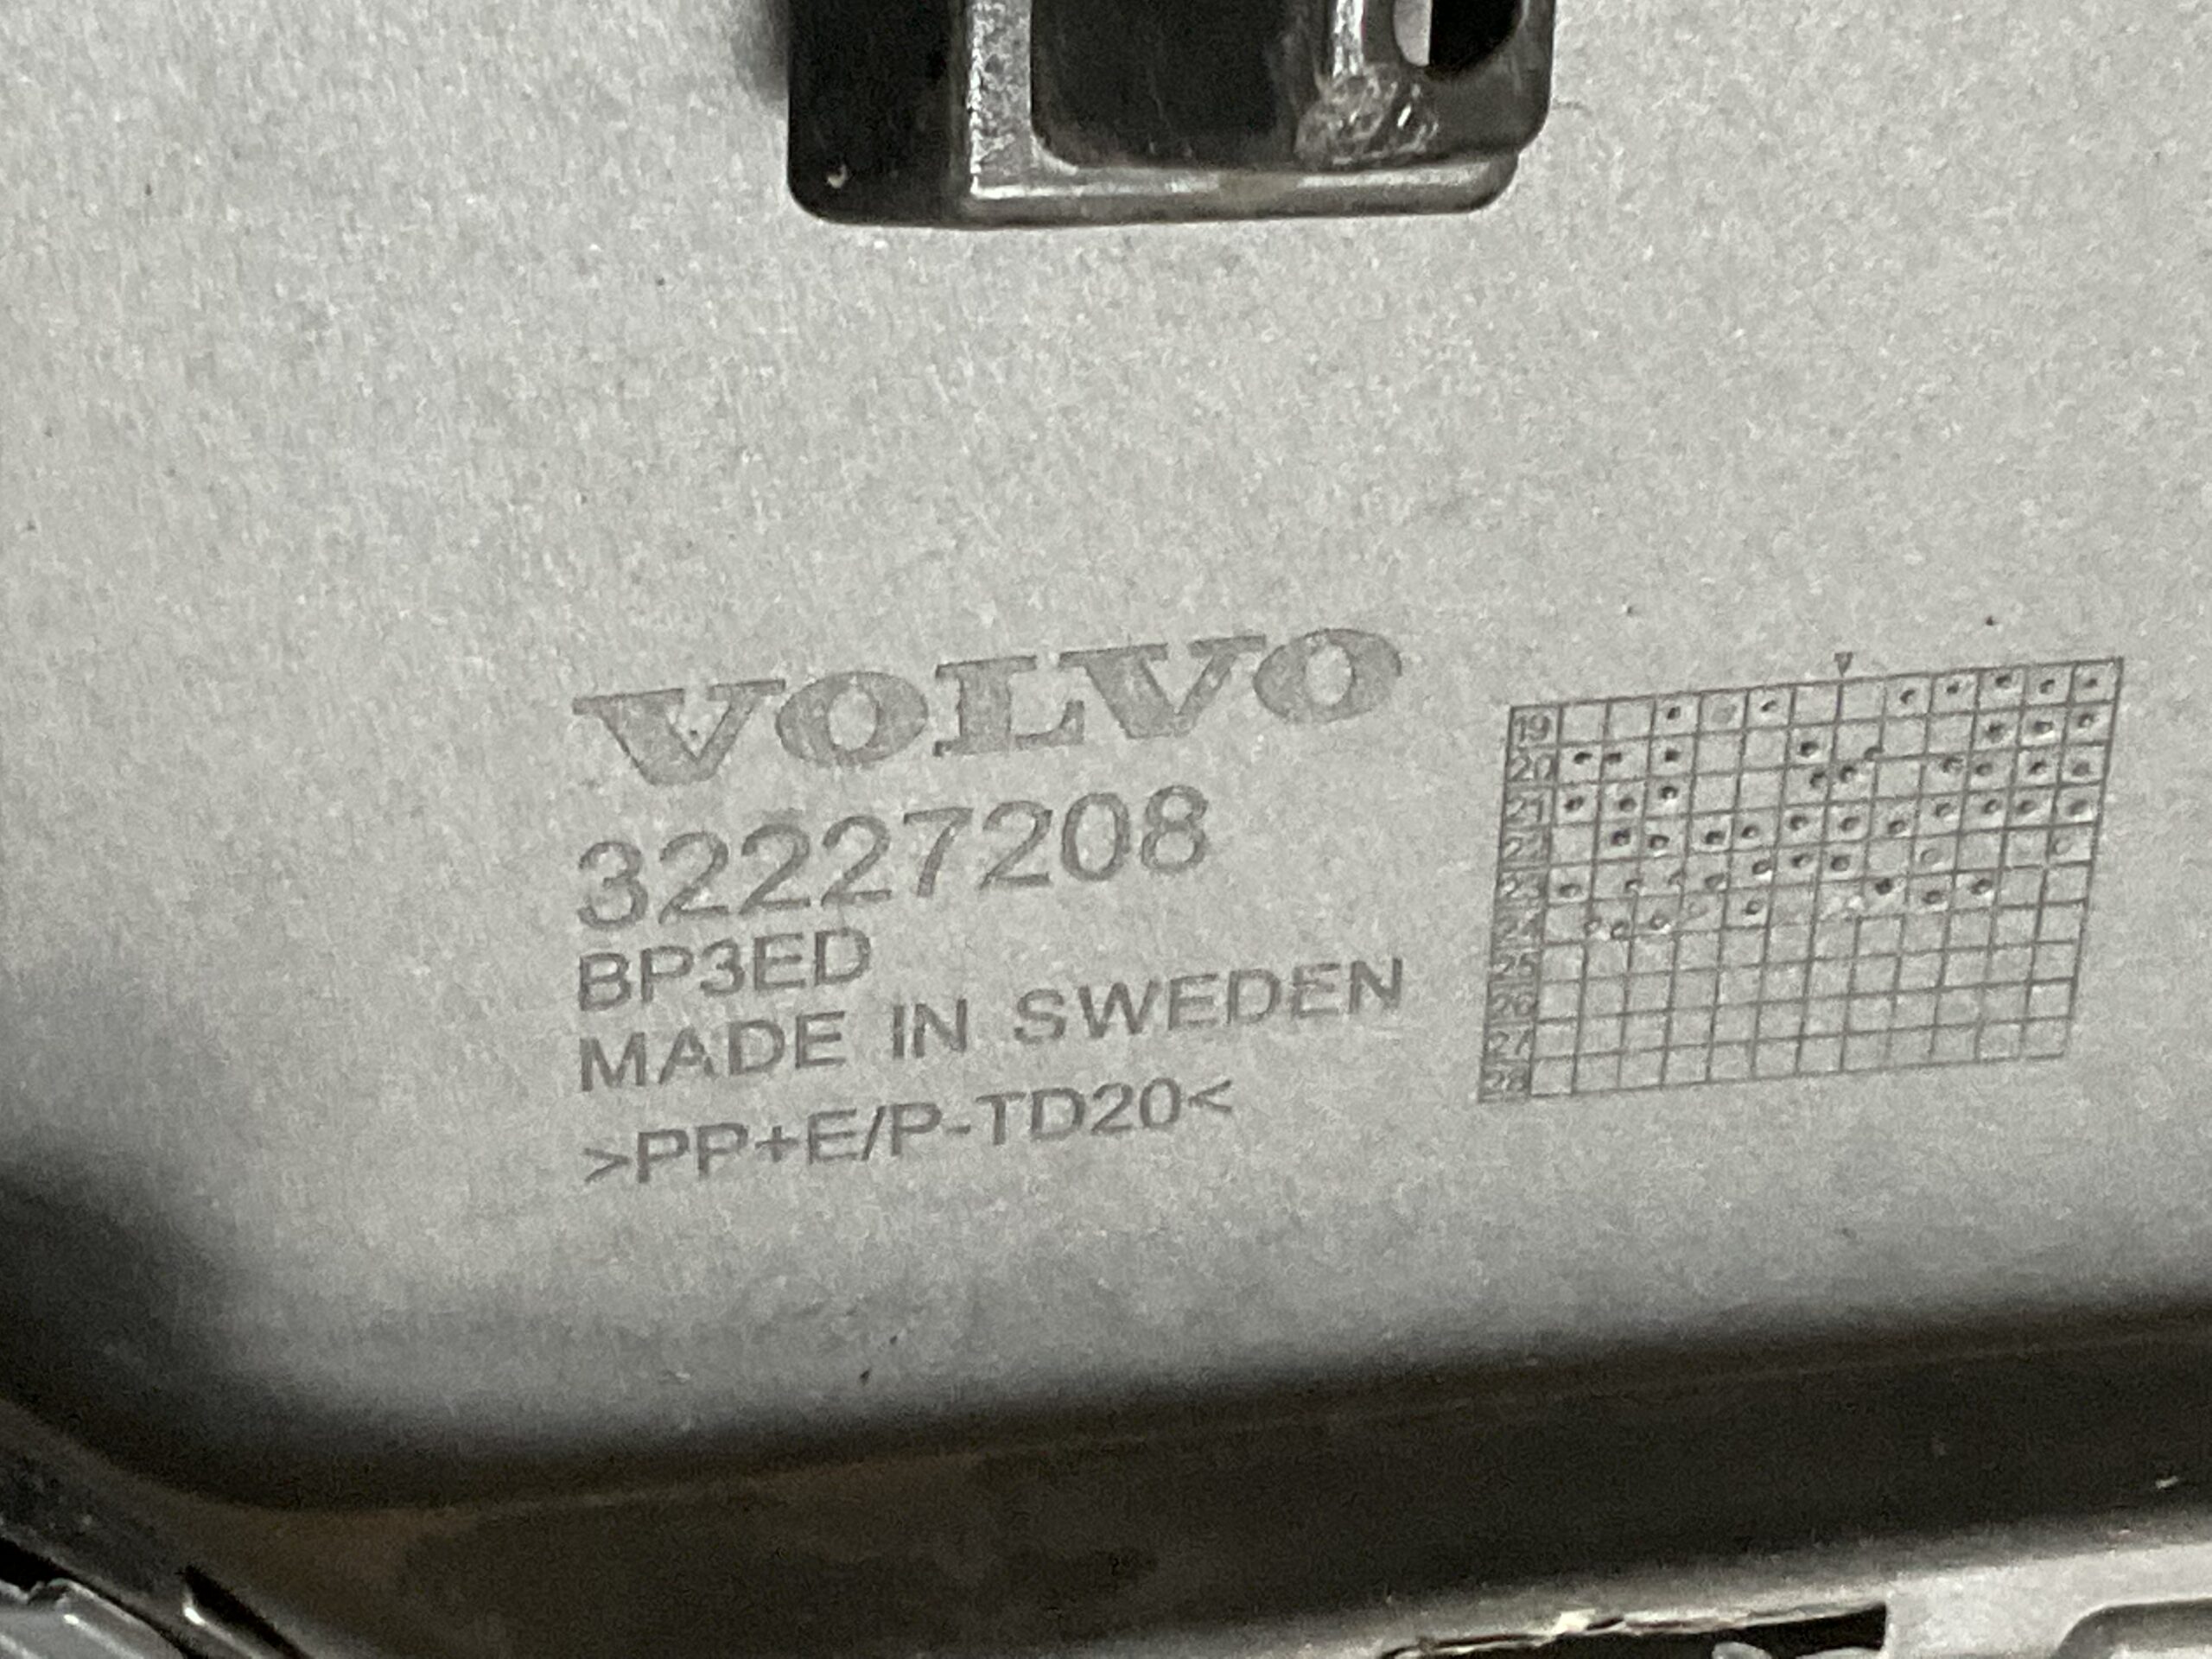 VOLVO
32227208
BP3ED
MADE IN SWEDEN
>PP+E/P-TD20<
19
20
21
22
23
24
25
26
27
28